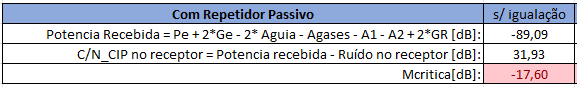 Com Repetidor Passivo s/ igualação
Potencia Recebida = Pe + 2*Ge - 2* Aguia - Agases - A1 - A2 + 2*GR [dB]: -89,09
C/N_CIP no receptor = Potencia recebida - Ruído no receptor [dB]: 31,93
Mcritica[dB]: -17,60